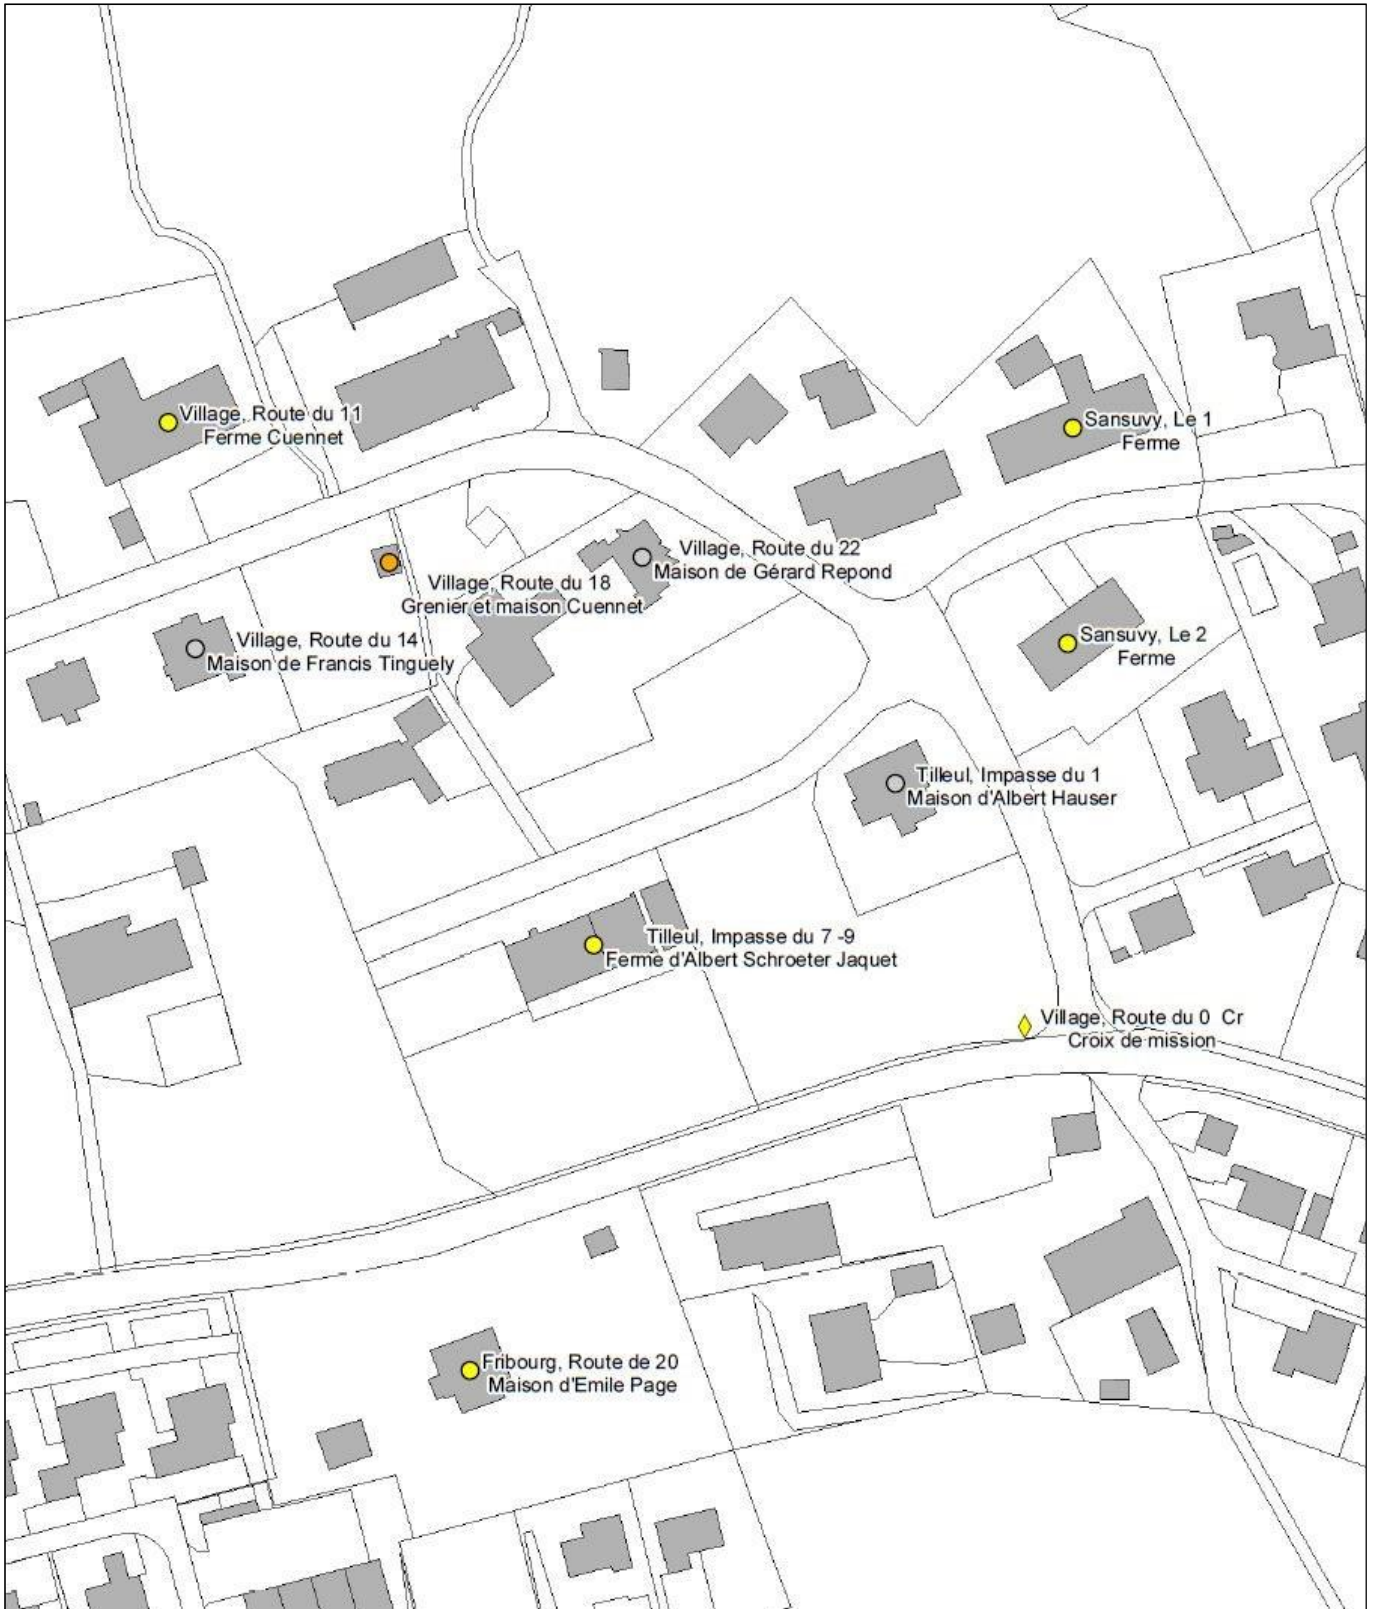 Village, Route du 11
Ferme Cuennet
Sansuvy, Le 1
Ferme
Village, Route du 22
Maison de Gérard Repond
Village, Route du 18
Grenier et maison Cuennet
Village, Route du 14
Maison de Francis Tinguely
Sansuvy, Le 2
Ferme
Tilleul, Impasse du 1
Maison d'Albert Hauser
Tilleul, Impasse du 7 -9
Ferme d'Albert Schroeter Jaquet
Village, Route du 0 Cr
Croix de mission
Fribourg, Route de 20
Maison d'Emile Page